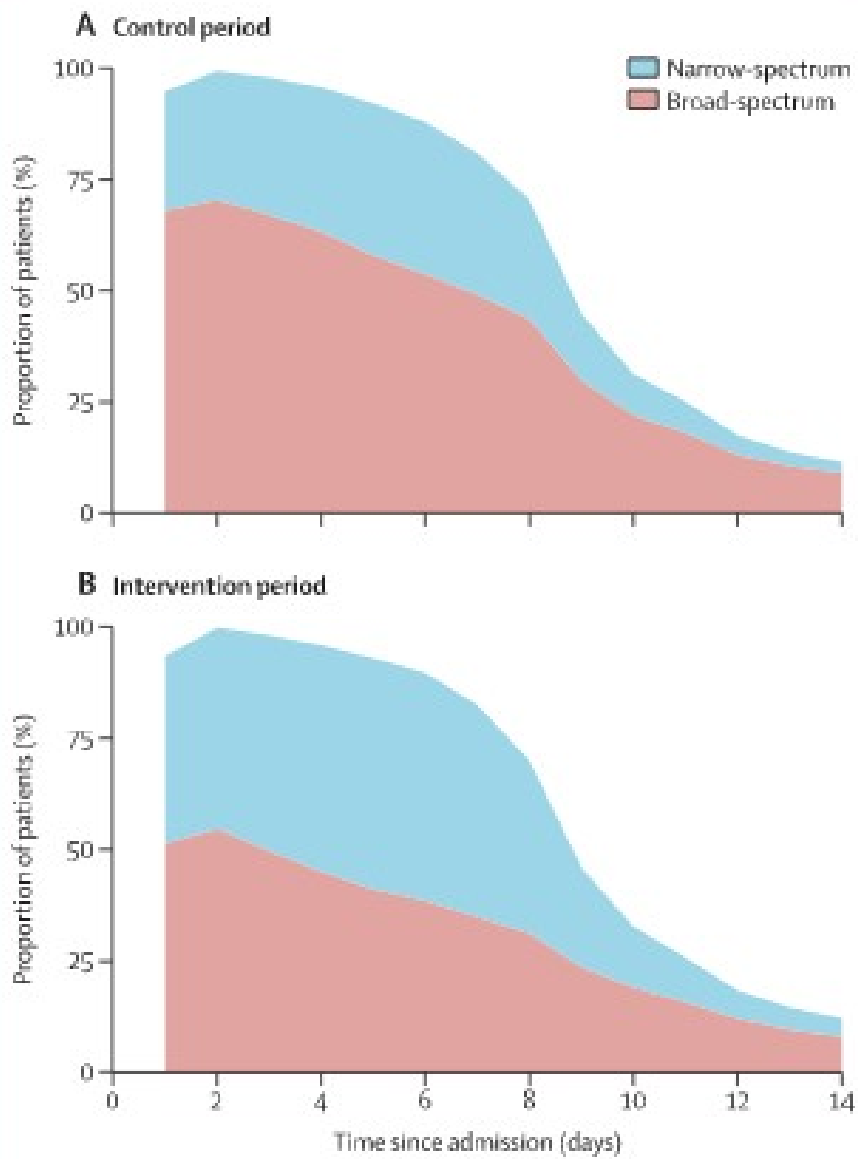 A Control period
Narrow-spectrum
Broad-spectrum
Proportion of patients (%)
100
75
50
25
0
B Intervention period
Proportion of patients (%)
100
75
50
25
0
0 2 4 6 8 10 12 14
Time since admission (days)